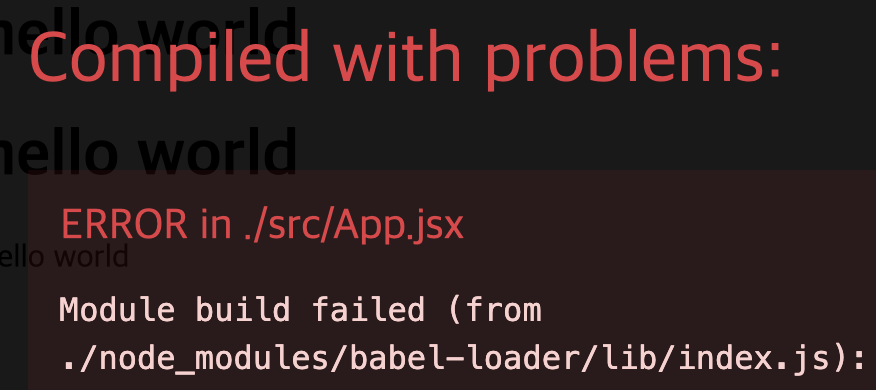 hello world
Compiled with problems:
hello world
ERROR in ./src/App.jsx
ello world
Module build failed (from
./node_modules/babel-loader/lib/index.js):